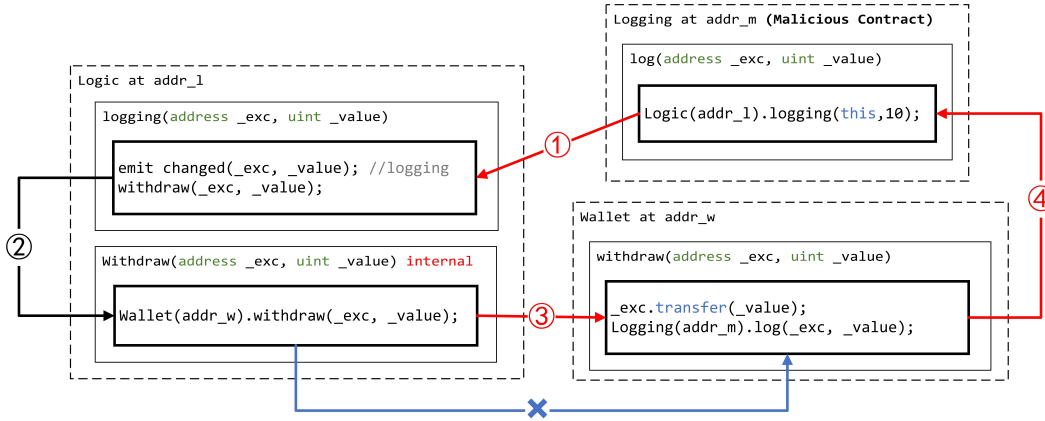 Logging at addr_m (Malicious Contract)
log(address _exc, uint _value)
Logic(addr_l).logging(this,10);
Logic at addr_l
logging(address _exc, uint _value)
emit changed(_exc, _value); //logging
withdraw(_exc, _value);
①
②
Withdraw(address _exc, uint _value) internal
Wallet(addr_w).withdraw(_exc, _value);
③
Wallet at addr_w
withdraw(address _exc, uint _value)
_exc.transfer(_value);
Logging(addr_m).log(_exc, _value);
④